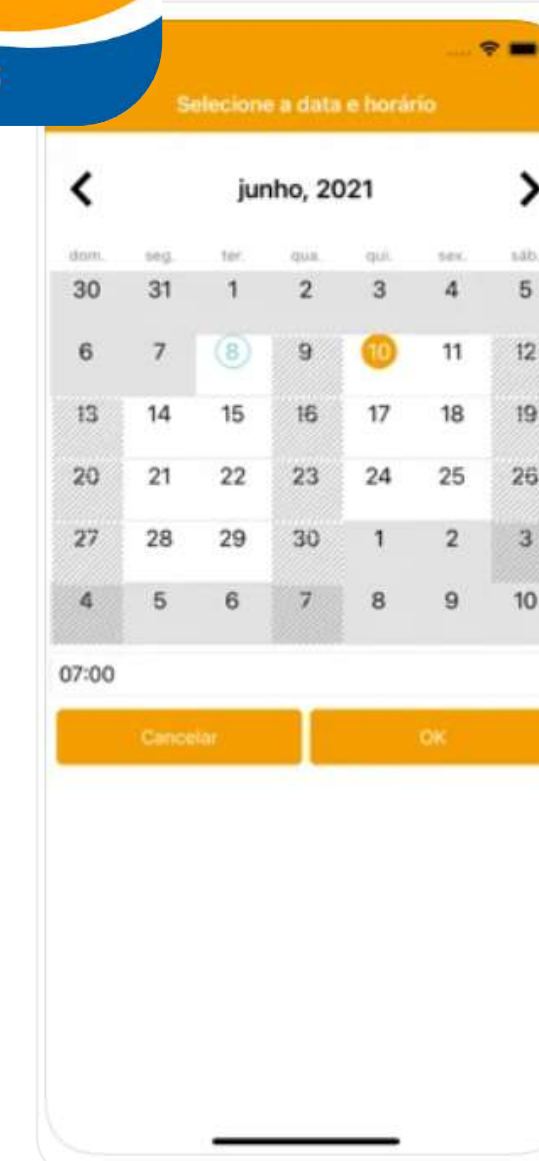 Selecione a data e horário
junho, 2021
dom. seg. ter. qua. qui. sex. sáb.
30 31 1 2 3 4 5
6 7 8 9 10 11 12
13 14 15 16 17 18 19
20 21 22 23 24 25 26
27 28 29 30 1 2 3
4 5 6 7 8 9 10
07:00
Cancelar OK